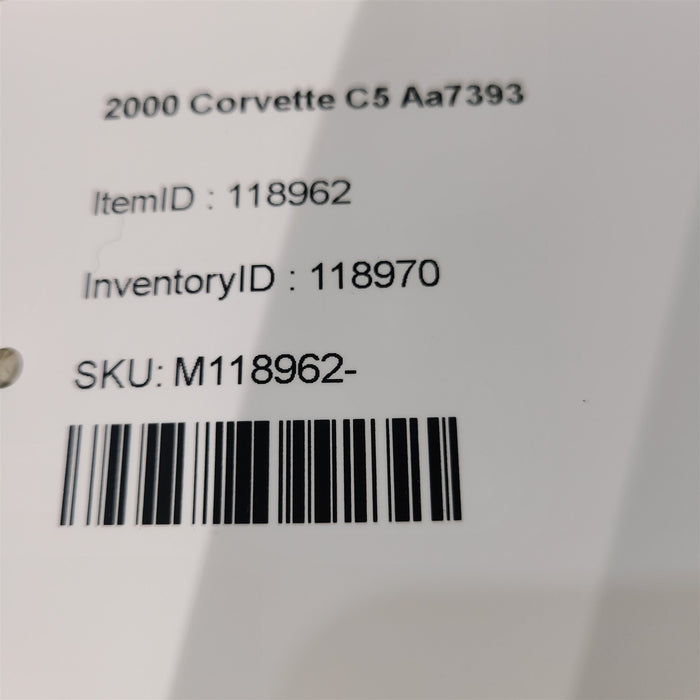 2000 Corvette C5 Aa7393
ItemID : 118962
InventoryID : 118970
SKU: M118962-